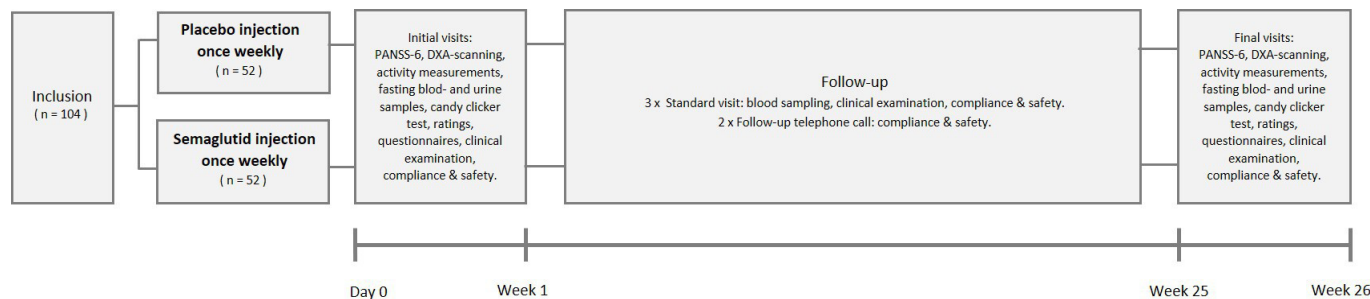 Inclusion
( n = 104 )
Placebo injection
once weekly
( n = 52 )
Semaglutid injection
once weekly
( n = 52 )
Initial visits:
PANSS-6, DXA-scanning,
activity measurements,
fasting blod- and urine
samples, candy clicker
test, ratings,
questionnaires, clinical
examination,
compliance & safety.
Follow-up
3 x Standard visit: blood sampling, clinical examination, compliance & safety.
2 x Follow-up telephone call: compliance & safety.
Final visits:
PANSS-6, DXA-scanning,
activity measurements,
fasting blod- and urine
samples, candy clicker
test, ratings,
questionnaires, clinical
examination,
compliance & safety.
Day 0
Week 1
Week 25
Week 26